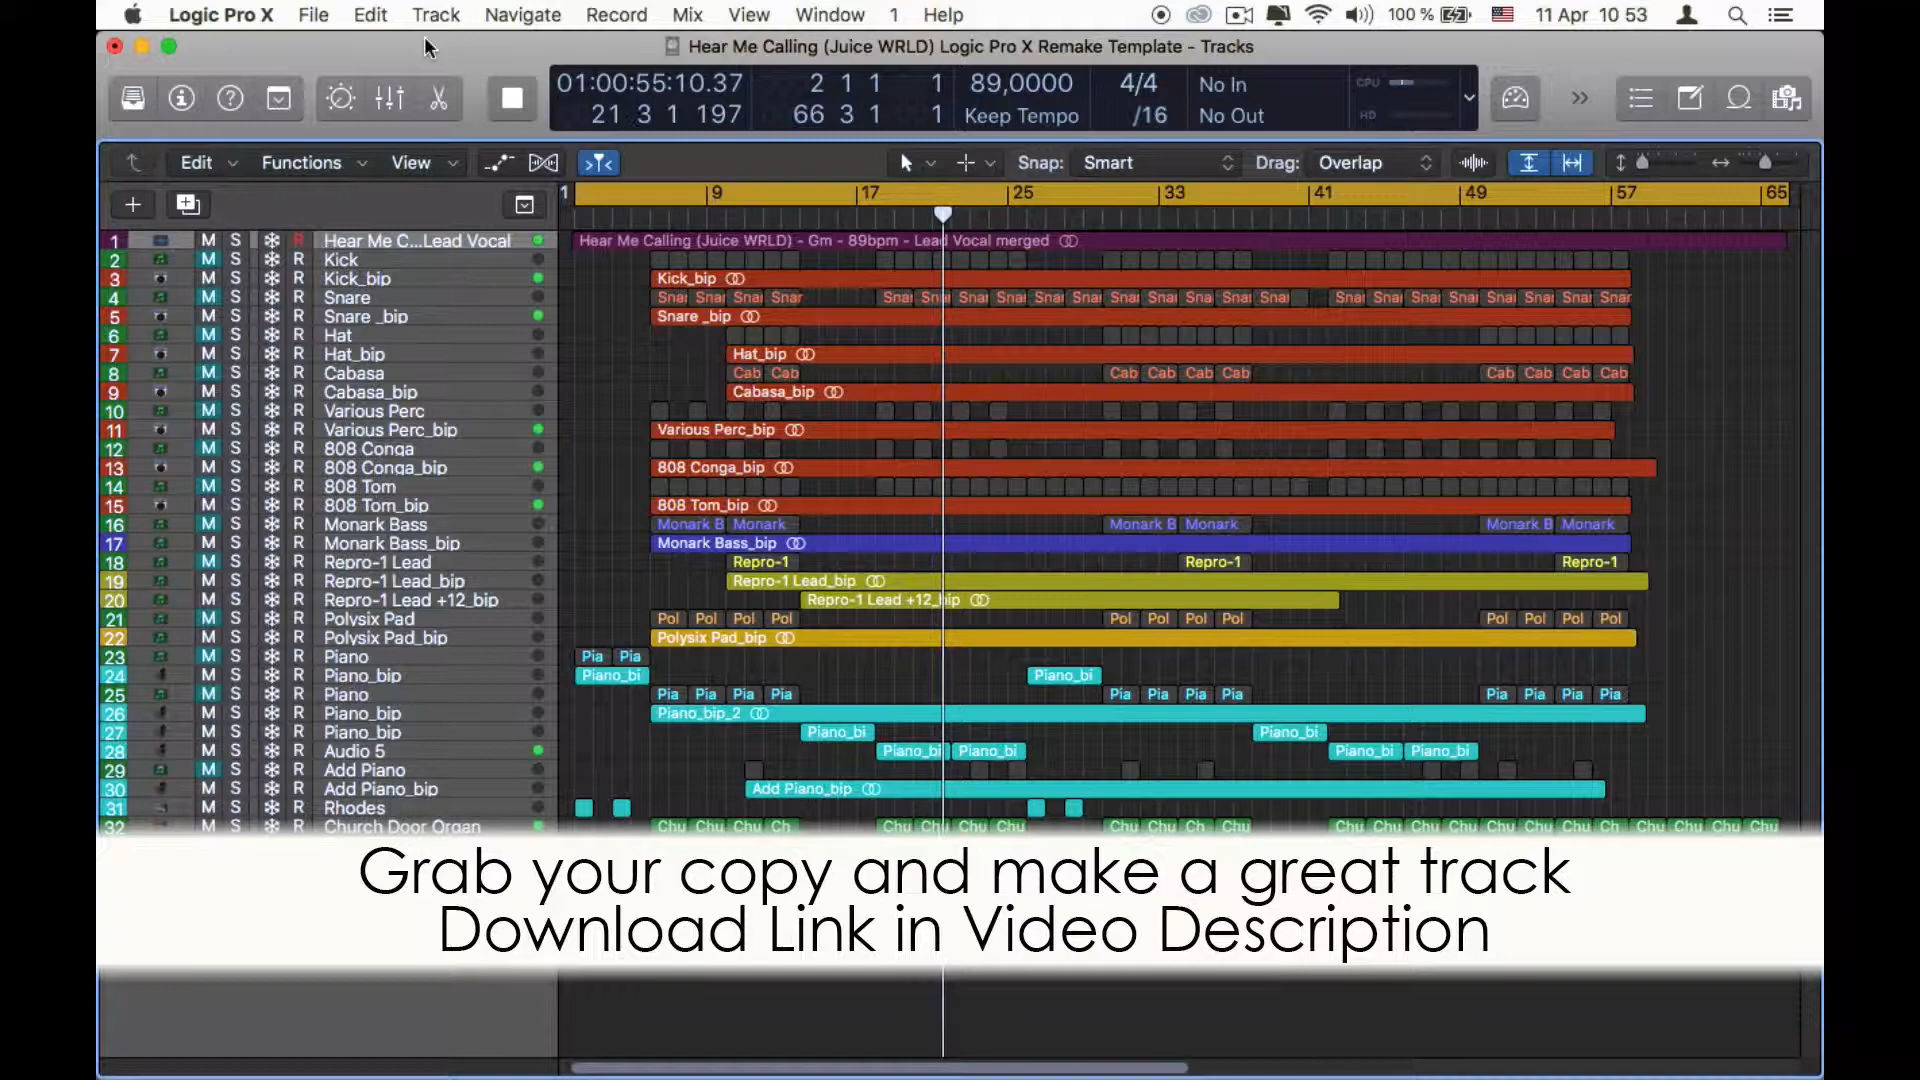 Logic Pro X File Edit Track Navigate Record Mix View Window 1 Help 100 % 11 Apr 10 53
Hear Me Calling (Juice WRLD) Logic Pro X Remake Template - Tracks
01:00:55:10.37 2 1 1 1 89,0000 4/4 No In CPU
21 3 1 197 66 3 1 1 Keep Tempo /16 No Out HD
Edit Functions View Snap: Smart Drag: Overlap
1 9 17 25 33 41 49 57 65
1 M S R Hear Me C...Lead Vocal Hear Me Calling (Juice WRLD) - Gm - 89bpm - Lead Vocal merged
2 M S R Kick
3 M S R Kick_bip Kick_bip
4 M S R Snare Snar Snar Snar Snar Snar Snar Snar Snar Snar Snar Snar Snar Snar Snar Snar Snar Snar Snar Snar Snar Snar Snar Snar
5 M S R Snare _bip Snare _bip
6 M S R Hat
7 M S R Hat_bip Hat_bip
8 M S R Cabasa Cab Cab Cab Cab Cab Cab Cab Cab Cab Cab
9 M S R Cabasa_bip Cabasa_bip
10 M S R Various Perc
11 M S R Various Perc_bip Various Perc_bip
12 M S R 808 Conga
13 M S R 808 Conga_bip 808 Conga_bip
14 M S R 808 Tom
15 M S R 808 Tom_bip 808 Tom_bip
16 M S R Monark Bass Monark B Monark Monark B Monark Monark B Monark
17 M S R Monark Bass_bip Monark Bass_bip
18 M S R Repro-1 Lead Repro-1 Repro-1 Repro-1
19 M S R Repro-1 Lead_bip Repro-1 Lead_bip
20 M S R Repro-1 Lead +12_bip Repro-1 Lead +12_bip
21 M S R Polysix Pad Pol Pol Pol Pol Pol Pol Pol Pol Pol Pol Pol Pol
22 M S R Polysix Pad_bip Polysix Pad_bip
23 M S R Piano Pia Pia
24 M S R Piano_bip Piano_bi Piano_bi
25 M S R Piano Pia Pia Pia Pia Pia Pia Pia Pia Pia Pia Pia Pia
26 M S R Piano_bip Piano_bip_2
27 M S R Piano_bip Piano_bi Piano_bi
28 M S R Audio 5 Piano_bi Piano_bi Piano_bi Piano_bi
29 M S R Add Piano
30 M S R Add Piano_bip Add Piano_bip
31 M S R Rhodes
32 M S R Church Door Organ Chu Chu Chu Ch Chu Chu Chu Chu Chu Chu Ch Chu Chu Chu Chu Chu Chu Chu Ch Chu Chu Chu Chu Chu
Grab your copy and make a great track
Download Link in Video Description